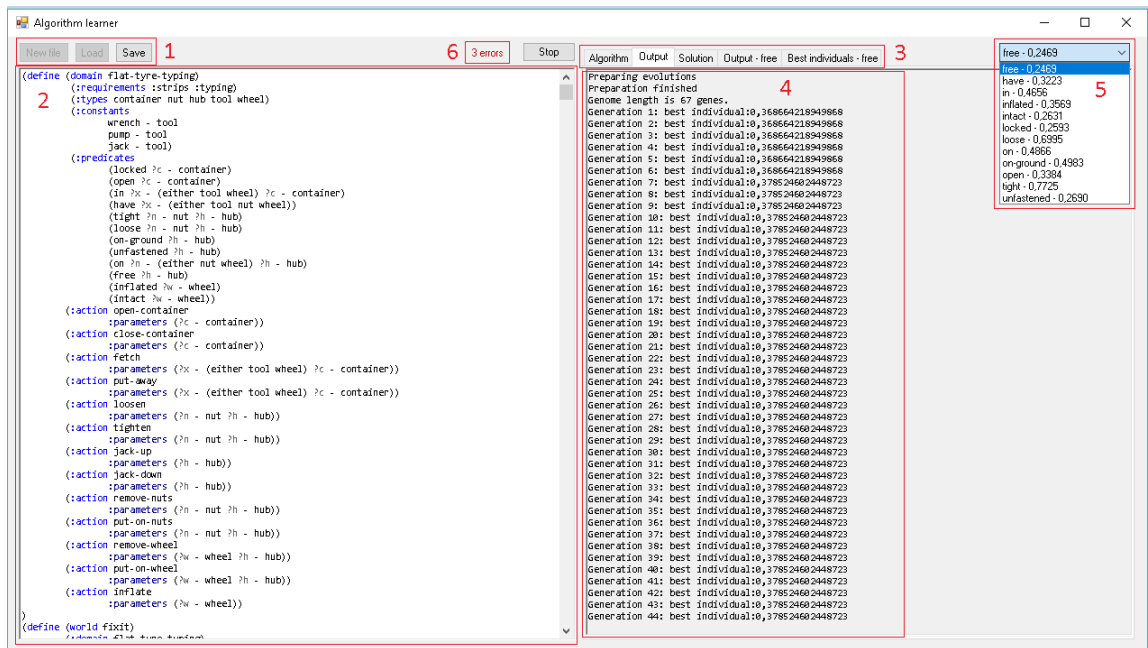 Algorithm learner
New file Load Save 1 6 3 errors Stop
Algorithm Output Solution Output - free Best individuals - free 3
free - 0,2469
free - 0,2469
have - 0,3223
in - 0,4656
inflated - 0,3569
intact - 0,2631
locked - 0,2593
loose - 0,6995
on - 0,4866
on-ground - 0,4983
open - 0,3384
tight - 0,7725
unfastened - 0,2690
5
2
(define (domain flat-tyre-typing)
(:requirements :strips :typing)
(:types container nut hub tool wheel)
(:constants
wrench - tool
pump - tool
jack - tool)
(:predicates
(locked ?c - container)
(open ?c - container)
(in ?x - (either tool wheel) ?c - container)
(have ?x - (either tool nut wheel))
(tight ?n - nut ?h - hub)
(loose ?n - nut ?h - hub)
(on-ground ?h - hub)
(unfastened ?h - hub)
(on ?n - (either nut wheel) ?h - hub)
(free ?h - hub)
(inflated ?w - wheel)
(intact ?w - wheel))
(:action open-container
:parameters (?c - container))
(:action close-container
:parameters (?c - container))
(:action fetch
:parameters (?x - (either tool wheel) ?c - container))
(:action put-away
:parameters (?x - (either tool wheel) ?c - container))
(:action loosen
:parameters (?n - nut ?h - hub))
(:action tighten
:parameters (?n - nut ?h - hub))
(:action jack-up
:parameters (?h - hub))
(:action jack-down
:parameters (?h - hub))
(:action remove-nuts
:parameters (?n - nut ?h - hub))
(:action put-on-nuts
:parameters (?n - nut ?h - hub))
(:action remove-wheel
:parameters (?w - wheel ?h - hub))
(:action put-on-wheel
:parameters (?w - wheel ?h - hub))
(:action inflate
:parameters (?w - wheel))
)
(define (world fixit)
(:domain flat-tyre-typing)
4
Preparing evolutions
Preparation finished
Genome length is 67 genes.
Generation 1: best individual:0,368664218949868
Generation 2: best individual:0,368664218949868
Generation 3: best individual:0,368664218949868
Generation 4: best individual:0,368664218949868
Generation 5: best individual:0,368664218949868
Generation 6: best individual:0,368664218949868
Generation 7: best individual:0,378524602448723
Generation 8: best individual:0,378524602448723
Generation 9: best individual:0,378524602448723
Generation 10: best individual:0,378524602448723
Generation 11: best individual:0,378524602448723
Generation 12: best individual:0,378524602448723
Generation 13: best individual:0,378524602448723
Generation 14: best individual:0,378524602448723
Generation 15: best individual:0,378524602448723
Generation 16: best individual:0,378524602448723
Generation 17: best individual:0,378524602448723
Generation 18: best individual:0,378524602448723
Generation 19: best individual:0,378524602448723
Generation 20: best individual:0,378524602448723
Generation 21: best individual:0,378524602448723
Generation 22: best individual:0,378524602448723
Generation 23: best individual:0,378524602448723
Generation 24: best individual:0,378524602448723
Generation 25: best individual:0,378524602448723
Generation 26: best individual:0,378524602448723
Generation 27: best individual:0,378524602448723
Generation 28: best individual:0,378524602448723
Generation 29: best individual:0,378524602448723
Generation 30: best individual:0,378524602448723
Generation 31: best individual:0,378524602448723
Generation 32: best individual:0,378524602448723
Generation 33: best individual:0,378524602448723
Generation 34: best individual:0,378524602448723
Generation 35: best individual:0,378524602448723
Generation 36: best individual:0,378524602448723
Generation 37: best individual:0,378524602448723
Generation 38: best individual:0,378524602448723
Generation 39: best individual:0,378524602448723
Generation 40: best individual:0,378524602448723
Generation 41: best individual:0,378524602448723
Generation 42: best individual:0,378524602448723
Generation 43: best individual:0,378524602448723
Generation 44: best individual:0,378524602448723